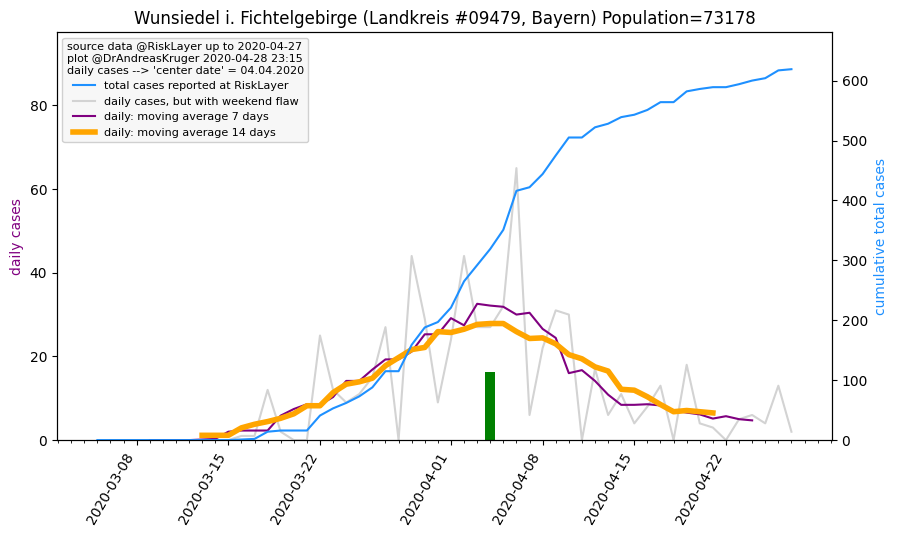 Wunsiedel i. Fichtelgebirge (Landkreis #09479, Bayern) Population=73178
source data @RiskLayer up to 2020-04-27
plot @DrAndreasKruger 2020-04-28 23:15
daily cases --> 'center date' = 04.04.2020
total cases reported at RiskLayer
daily cases, but with weekend flaw
daily: moving average 7 days
daily: moving average 14 days
daily cases
80
60
40
20
0
cumulative total cases
600
500
400
300
200
100
0
2020-03-08
2020-03-15
2020-03-22
2020-04-01
2020-04-08
2020-04-15
2020-04-22